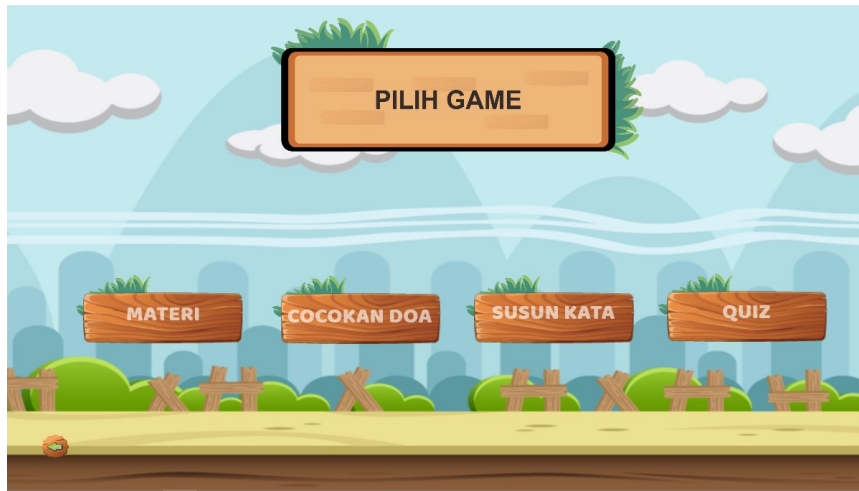 PILIH GAME
MATERI
COCOKAN DOA
SUSUN KATA
QUIZ